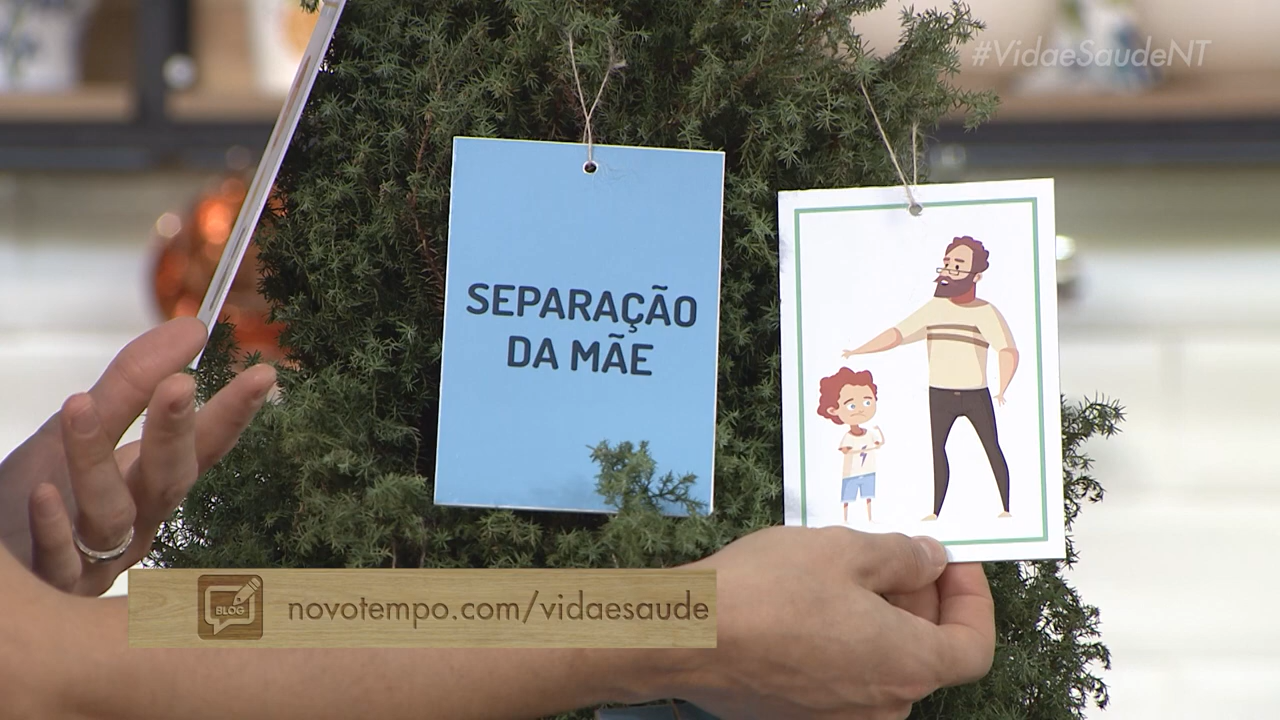 #VidaeSaudeNT
SEPARAÇÃO
DA MÃE
BLOG
novotempo.com/vidaesaude